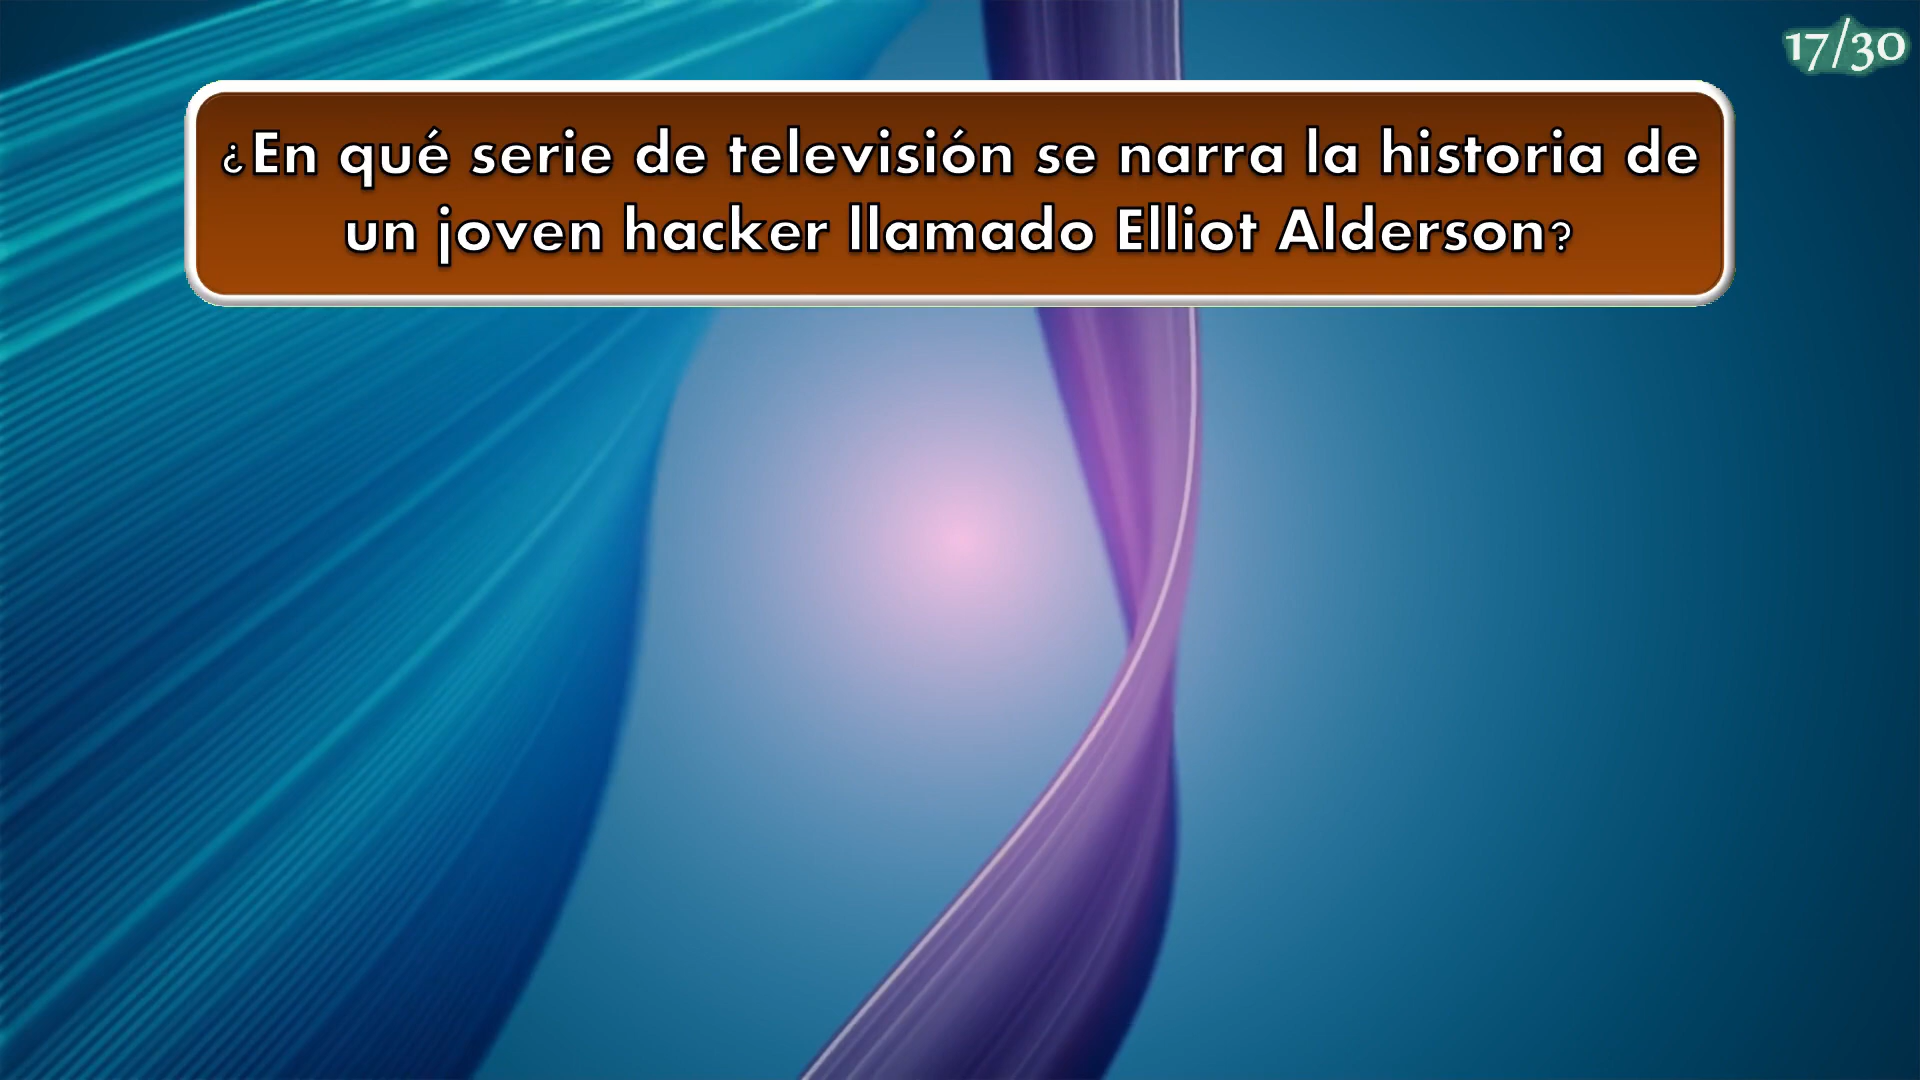 17/30
¿En qué serie de televisión se narra la historia de
un joven hacker llamado Elliot Alderson?